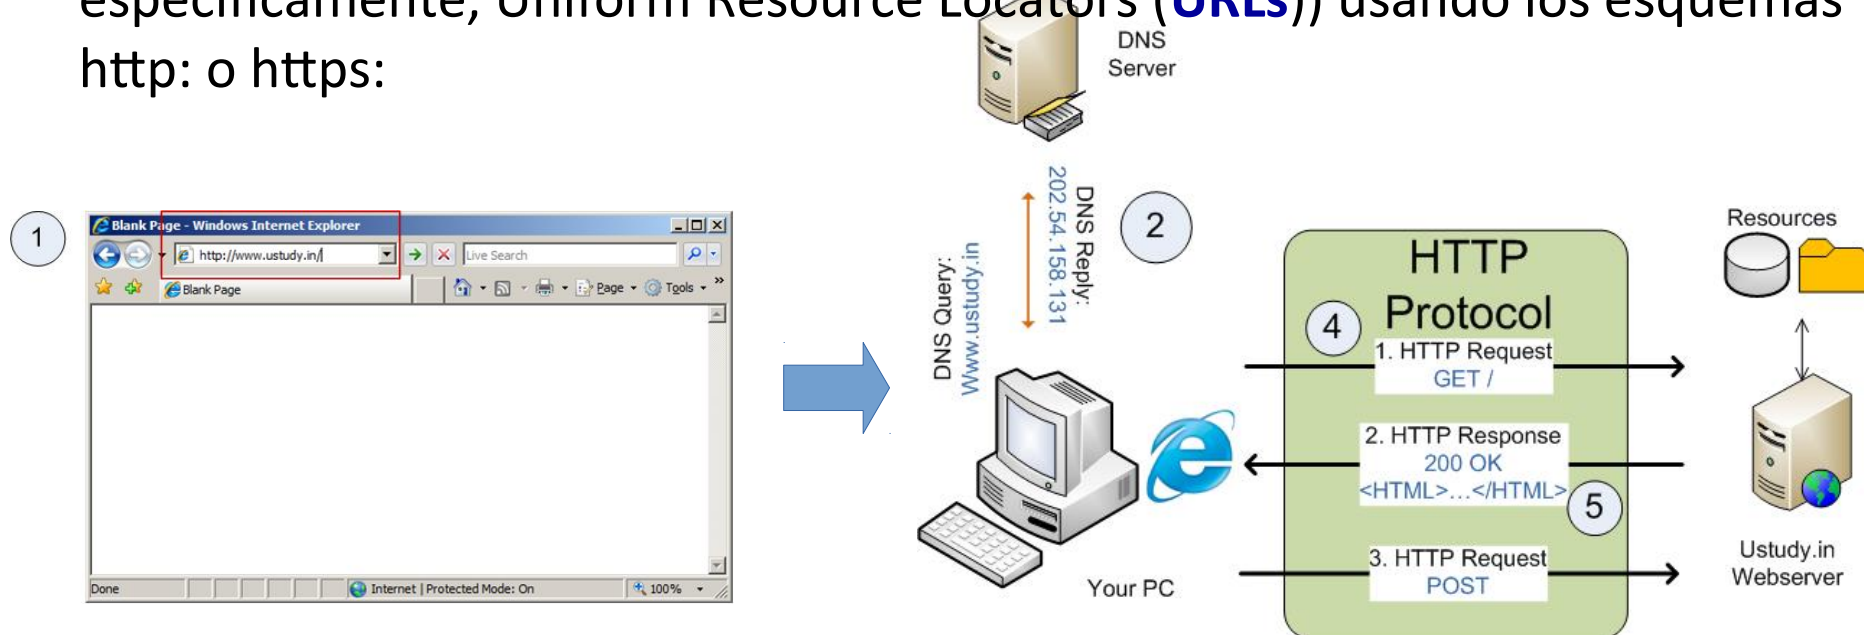 específicamente, Uniform Resource Locators (URLs)) usando los esquemas
http: o https:
DNS
Server
1
Blank Page - Windows Internet Explorer
http://www.ustudy.in/
Live Search
Blank Page
Page
Tools
»
Done
Internet | Protected Mode: On
100%
DNS Query:
Www.ustudy.in
DNS Reply:
202.54.158.131
2
Your PC
HTTP
Protocol
4
1. HTTP Request
GET /
2. HTTP Response
200 OK
<HTML>...</HTML>
5
3. HTTP Request
POST
Resources
Ustudy.in
Webserver